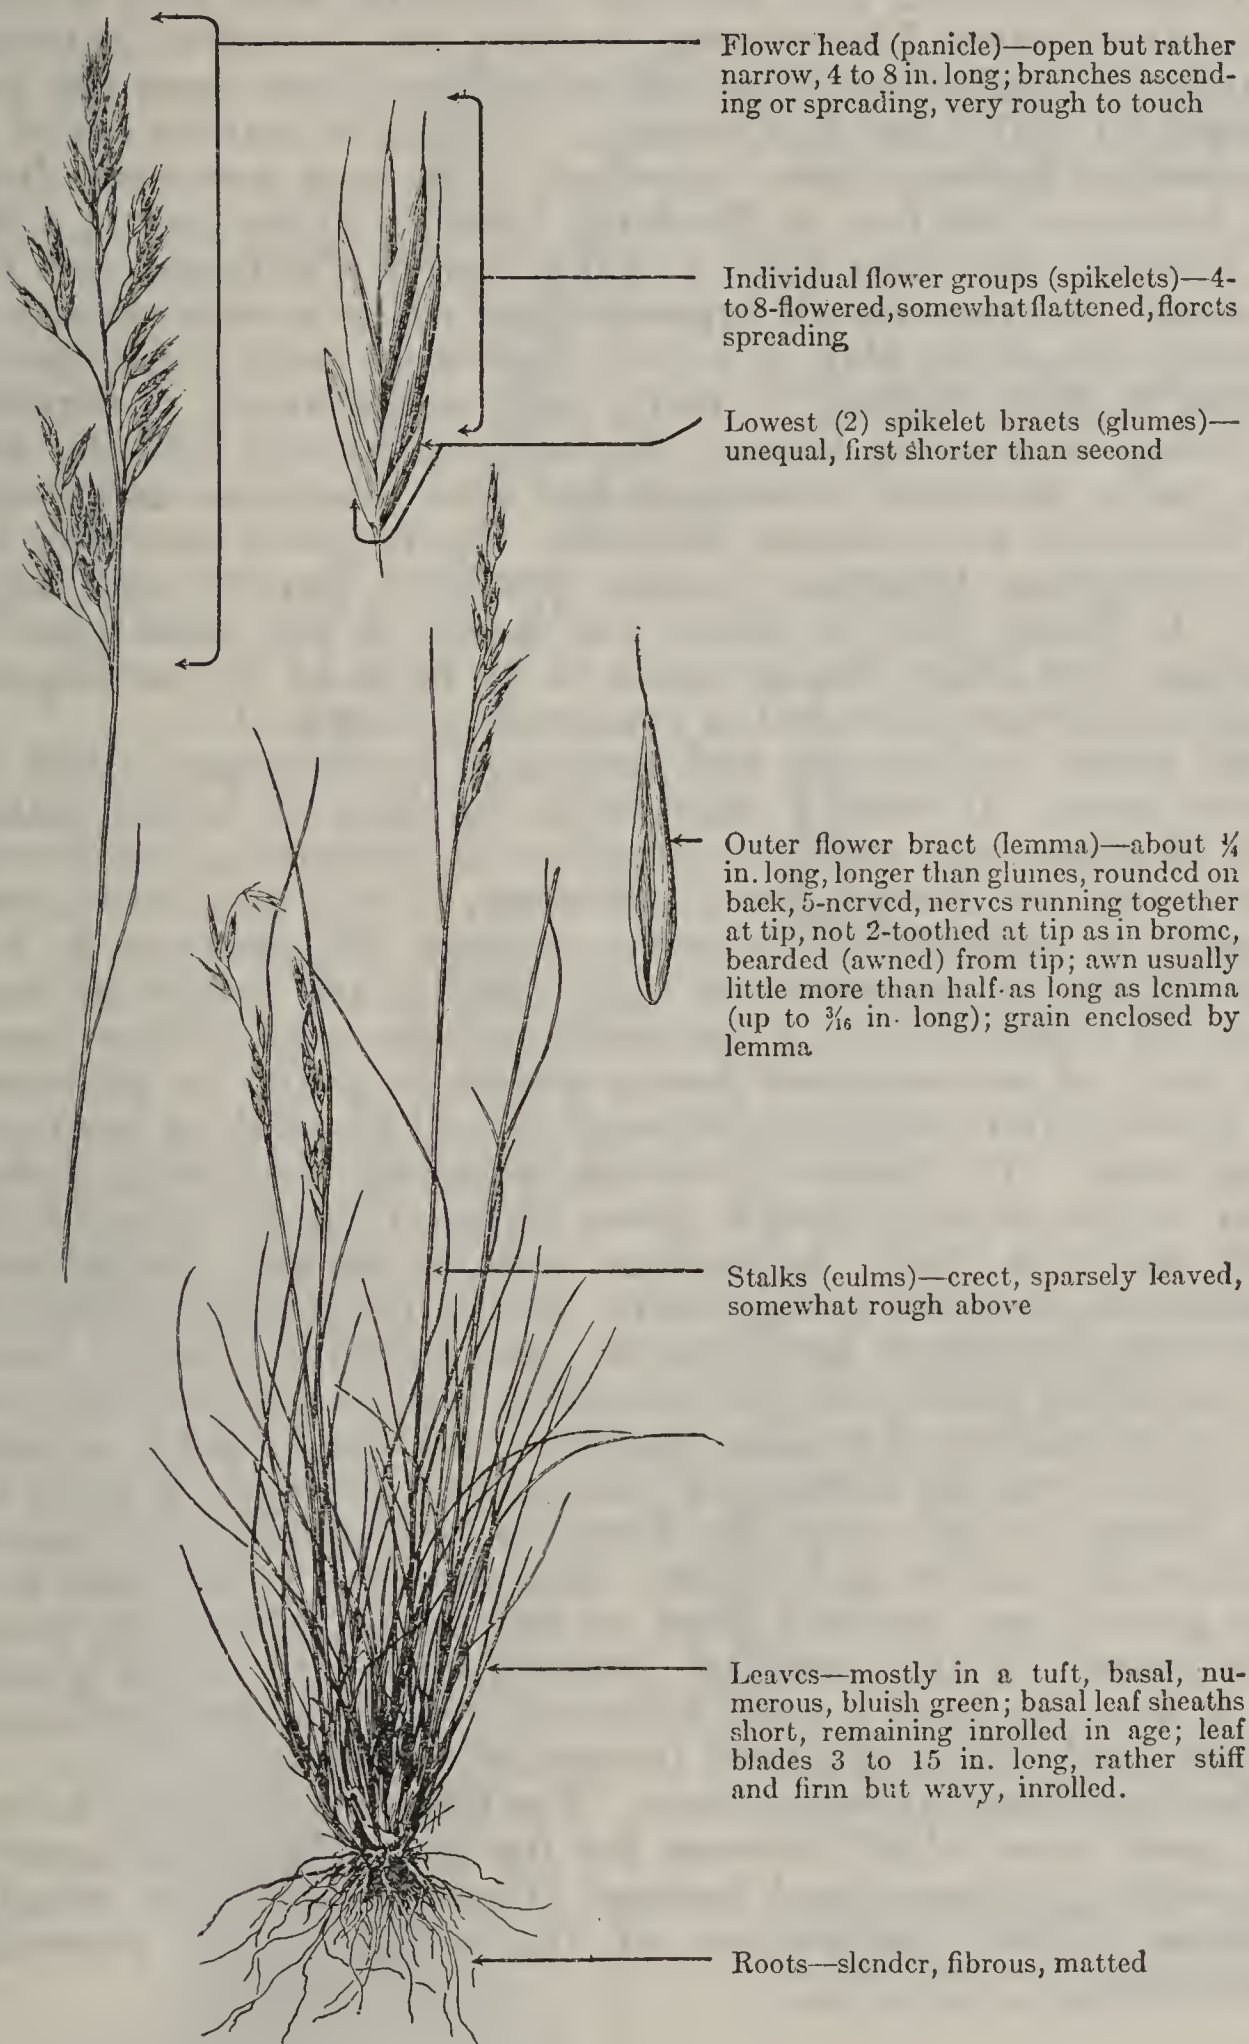 Flower head (panicle)—open but rather
narrow, 4 to 8 in. long; branches ascend-
ing or spreading, very rough to touch
Individual flower groups (spikelets)—4-
to 8-flowered, somewhat flattened, florets
spreading
Lowest (2) spikelet bracts (glumes)—
unequal, first shorter than second
Outer flower bract (lemma)—about ¼
in. long, longer than glumes, rounded on
back, 5-nerved, nerves running together
at tip, not 2-toothed at tip as in brome,
bearded (awned) from tip; awn usually
little more than half as long as lemma
(up to 3/16 in. long); grain enclosed by
lemma
Stalks (culms)—erect, sparsely leaved,
somewhat rough above
Leaves—mostly in a tuft, basal, nu-
merous, bluish green; basal leaf sheaths
short, remaining inrolled in age; leaf
blades 3 to 15 in. long, rather stiff
and firm but wavy, inrolled.
Roots—slender, fibrous, matted